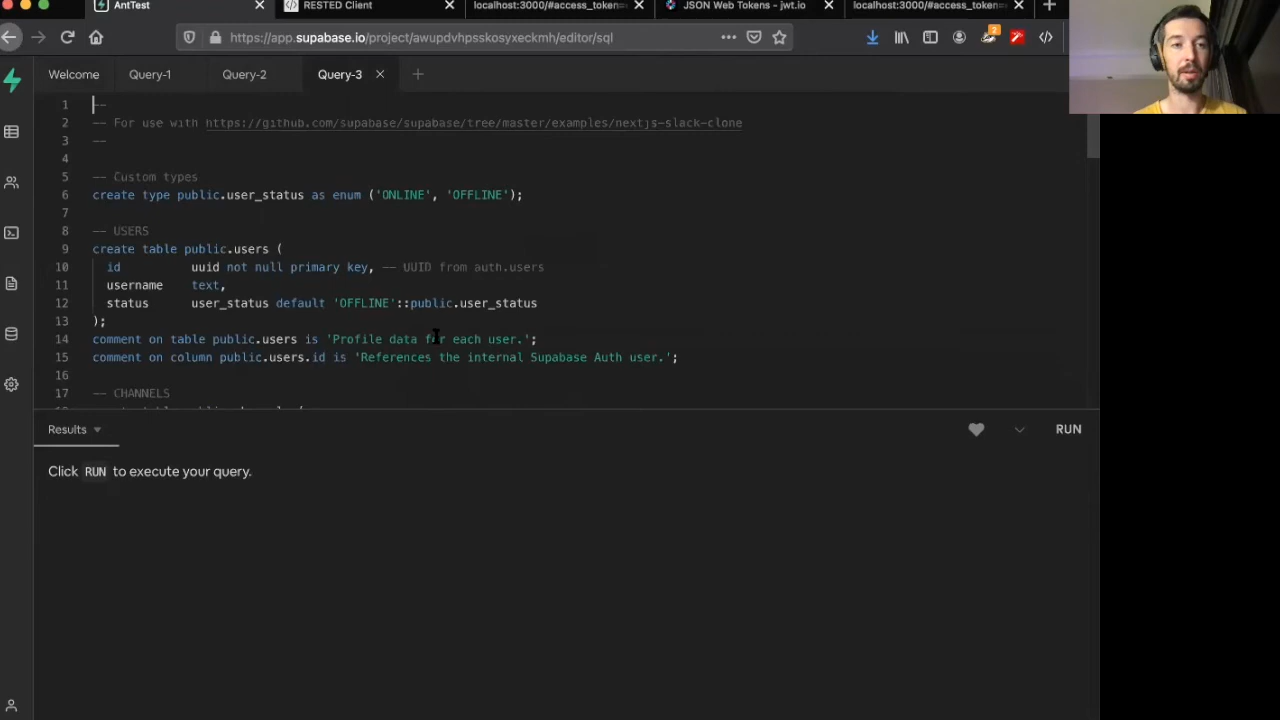 AntTest
RESTED Client
localhost:3000/#access_token=
JSON Web Tokens - jwt.io
localhost:3000/#access_token=
https://app.supabase.io/project/awupdvhpsskosyxeckmh/editor/sql
2
Welcome
Query-1
Query-2
Query-3
1 --
2 -- For use with https://github.com/supabase/supabase/tree/master/examples/nextjs-slack-clone
3 --
4
5 -- Custom types
6 create type public.user_status as enum ('ONLINE', 'OFFLINE');
7
8 -- USERS
9 create table public.users (
10 id uuid not null primary key, -- UUID from auth.users
11 username text,
12 status user_status default 'OFFLINE'::public.user_status
13 );
14 comment on table public.users is 'Profile data for each user.';
15 comment on column public.users.id is 'References the internal Supabase Auth user.';
16
17 -- CHANNELS
Results
RUN
Click RUN to execute your query.